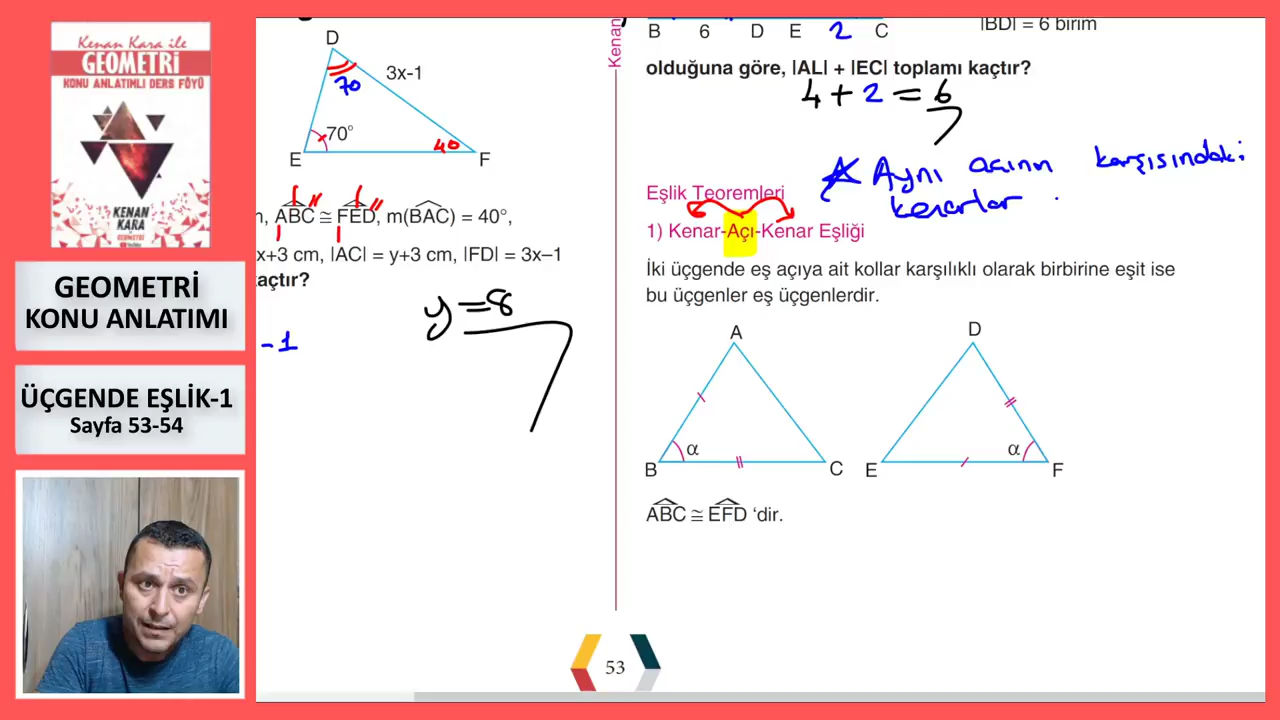 Kenan Kara ile
GEOMETRİ
KONU ANLATIMLI DERS FÖYÜ
KENAN
KARA
GEOMETRİ
KONU ANLATIMI
ÜÇGENDE EŞLİK-1
Sayfa 53-54
D
3x-1
70
70°
40
E
F
ABC ≅ FED, m(BAC) = 40°,
x+3 cm, |AC| = y+3 cm, |FD| = 3x–1
açtır?
y=8
-1
Kenan
B 6 D E 2 C
|BD| = 6 birim
olduğuna göre, |AL| + |EC| toplamı kaçtır?
4+2=6
Aynı açının karşısındaki
kenarlar
Eşlik Teoremleri
1) Kenar-Açı-Kenar Eşliği
İki üçgende eş açıya ait kollar karşılıklı olarak birbirine eşit ise
bu üçgenler eş üçgenlerdir.
A
D
α
α
B
C
E
F
ABC ≅ EFD ‘dir.
53